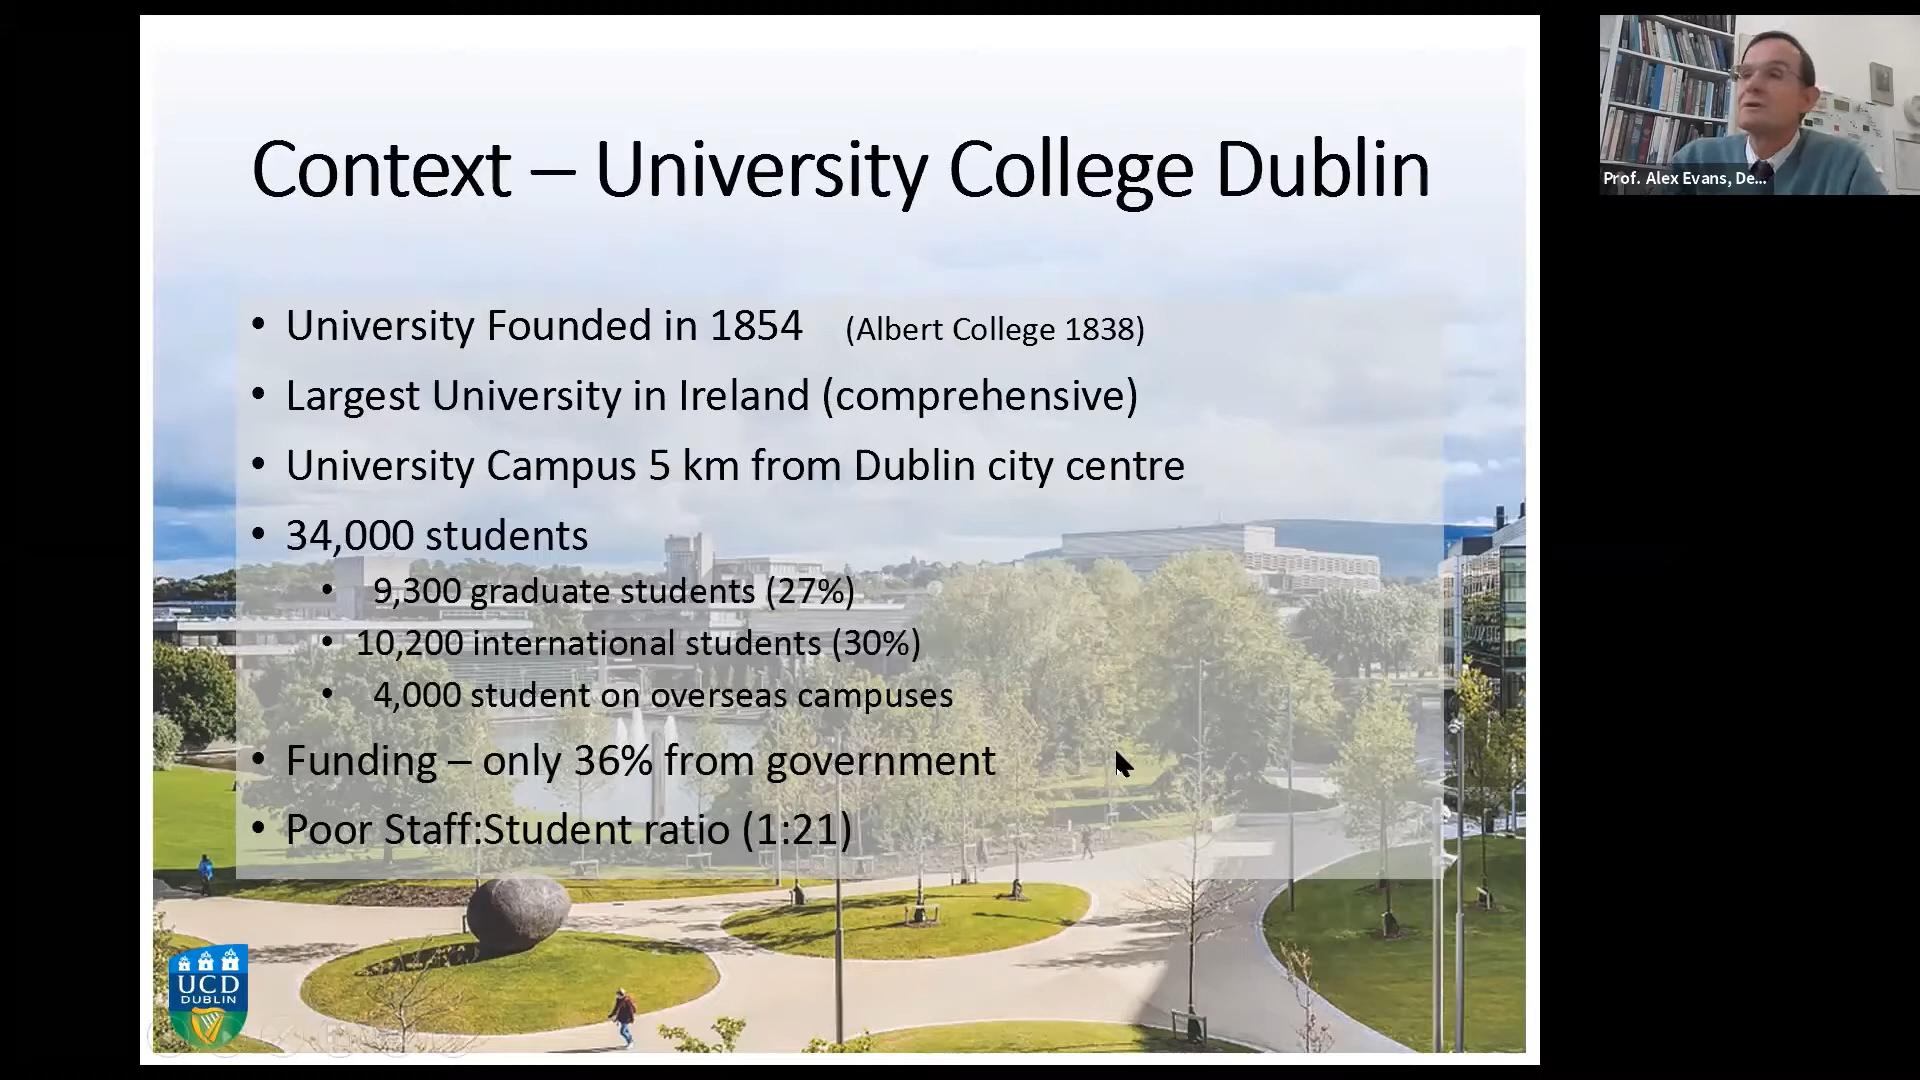 Context – University College Dublin
• University Founded in 1854 (Albert College 1838)
• Largest University in Ireland (comprehensive)
• University Campus 5 km from Dublin city centre
• 34,000 students
• 9,300 graduate students (27%)
• 10,200 international students (30%)
• 4,000 student on overseas campuses
• Funding – only 36% from government
• Poor Staff:Student ratio (1:21)
UCD
DUBLIN
Prof. Alex Evans, De...